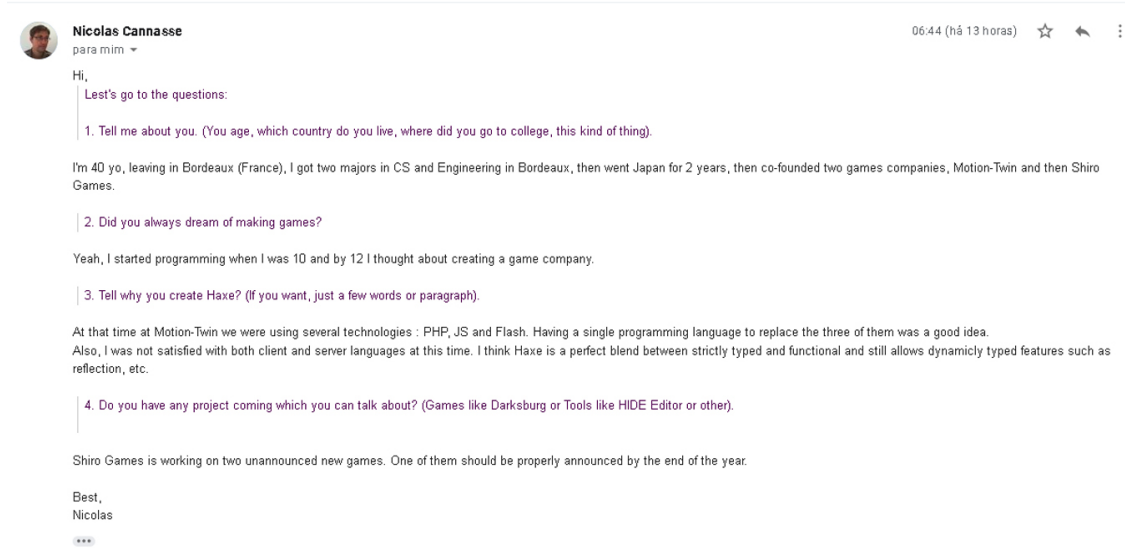 Nicolas Cannasse
06:44 (há 13 horas)
para mim
Hi,
Lest's go to the questions:
1. Tell me about you. (You age, which country do you live, where did you go to college, this kind of thing).
I'm 40 yo, leaving in Bordeaux (France), I got two majors in CS and Engineering in Bordeaux, then went Japan for 2 years, then co-founded two games companies, Motion-Twin and then Shiro
Games.
2. Did you always dream of making games?
Yeah, I started programming when I was 10 and by 12 I thought about creating a game company.
3. Tell why you create Haxe? (If you want, just a few words or paragraph).
At that time at Motion-Twin we were using several technologies : PHP, JS and Flash. Having a single programming language to replace the three of them was a good idea.
Also, I was not satisfied with both client and server languages at this time. I think Haxe is a perfect blend between strictly typed and functional and still allows dynamicly typed features such as
reflection, etc.
4. Do you have any project coming which you can talk about? (Games like Darksburg or Tools like HIDE Editor or other).
Shiro Games is working on two unannounced new games. One of them should be properly announced by the end of the year.
Best,
Nicolas